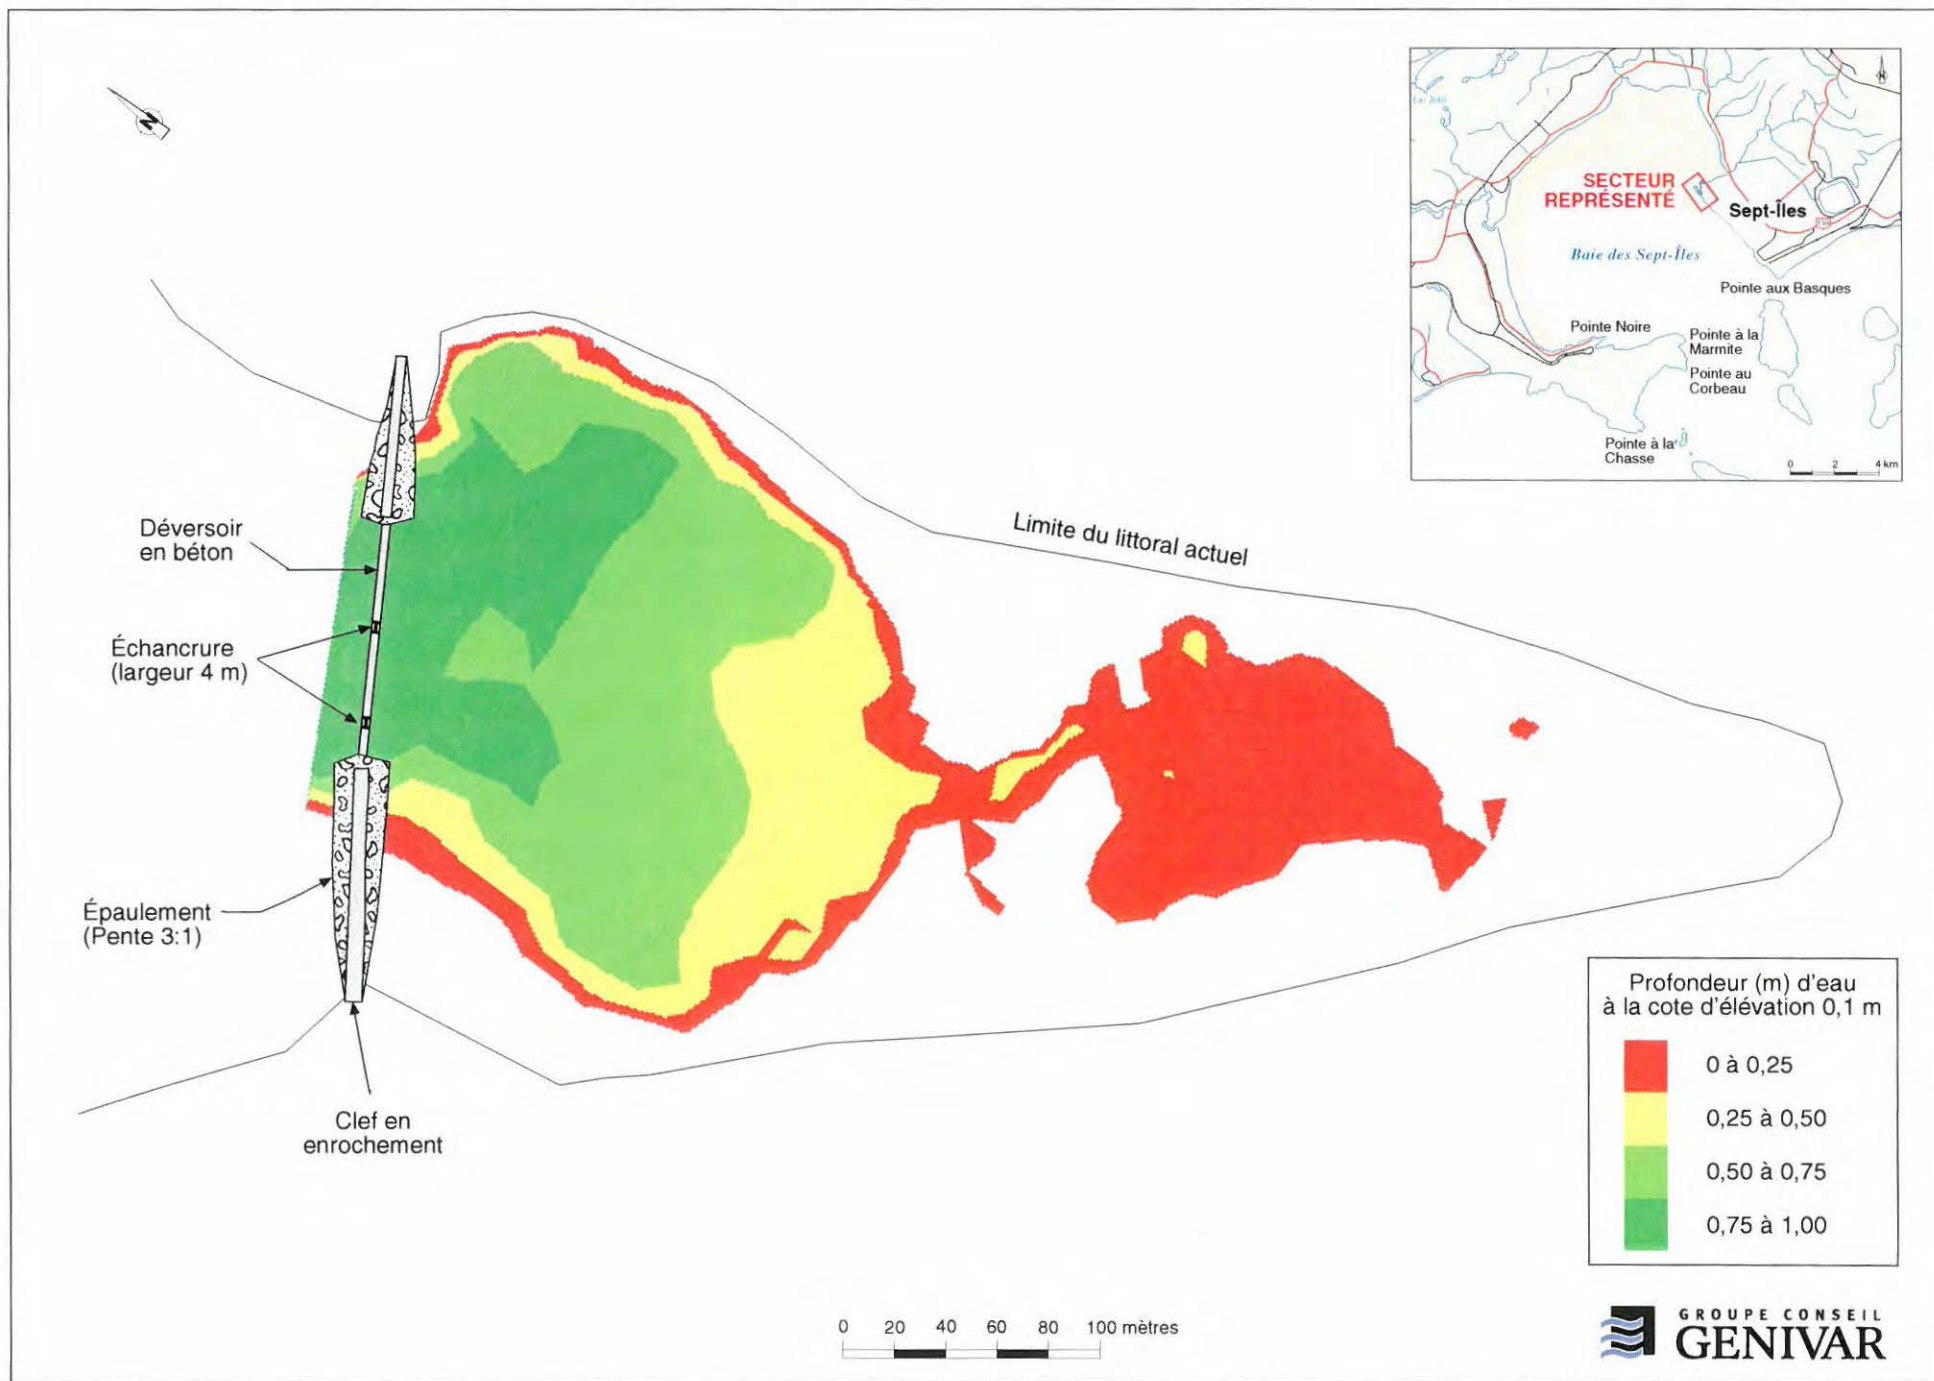 N
N
SECTEUR
REPRÉSENTÉ
Sept-Îles
Baie des Sept-Îles
Pointe aux Basques
Pointe Noire
Pointe à la
Marmite
Pointe au
Corbeau
Pointe à la
Chasse
0 2 4 km
Limite du littoral actuel
Déversoir
en béton
Échancrure
(largeur 4 m)
Épaulement
(Pente 3:1)
Clef en
enrochement
Profondeur (m) d'eau
à la cote d'élévation 0,1 m
0 à 0,25
0,25 à 0,50
0,50 à 0,75
0,75 à 1,00
0 20 40 60 80 100 mètres
GROUPE CONSEIL
GENIVAR